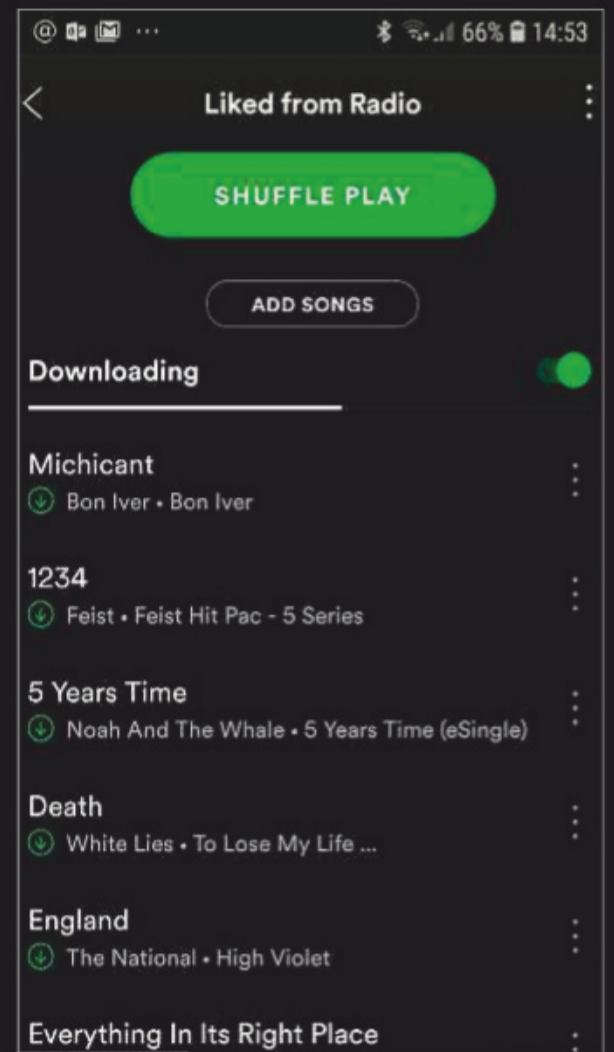 66% 14:53
Liked from Radio
SHUFFLE PLAY
ADD SONGS
Downloading
Michicant
Bon Iver • Bon Iver
1234
Feist • Feist Hit Pac - 5 Series
5 Years Time
Noah And The Whale • 5 Years Time (eSingle)
Death
White Lies • To Lose My Life ...
England
The National • High Violet
Everything In Its Right Place